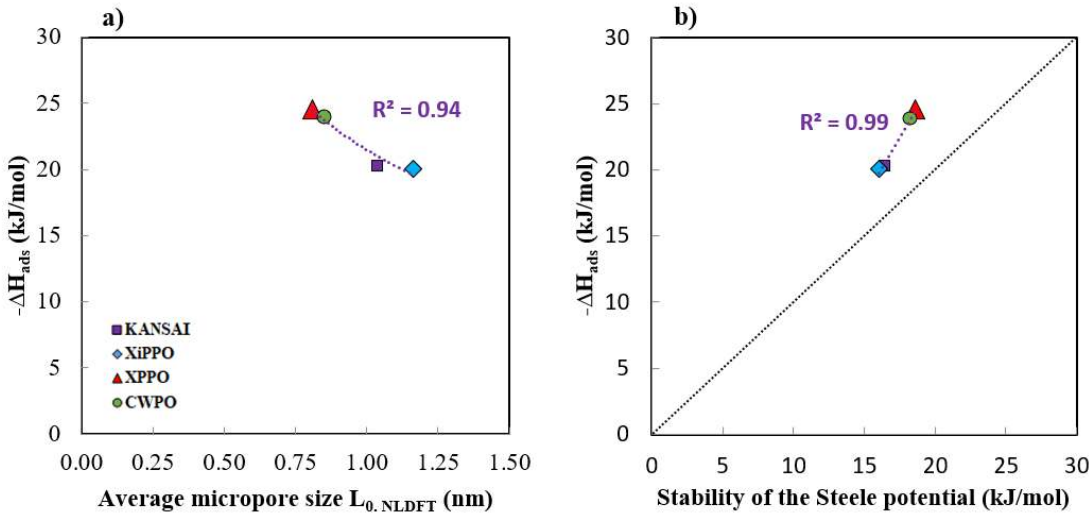 a)
30
25
20
15
10
5
0
-ΔHads (kJ/mol)
R² = 0.94
KANSAI
XiPPO
XPPO
CWPO
0.00 0.25 0.50 0.75 1.00 1.25 1.50
Average micropore size L0, NLDFT (nm)
b)
30
25
20
15
10
5
0
-ΔHads (kJ/mol)
R² = 0.99
0 5 10 15 20 25 30
Stability of the Steele potential (kJ/mol)